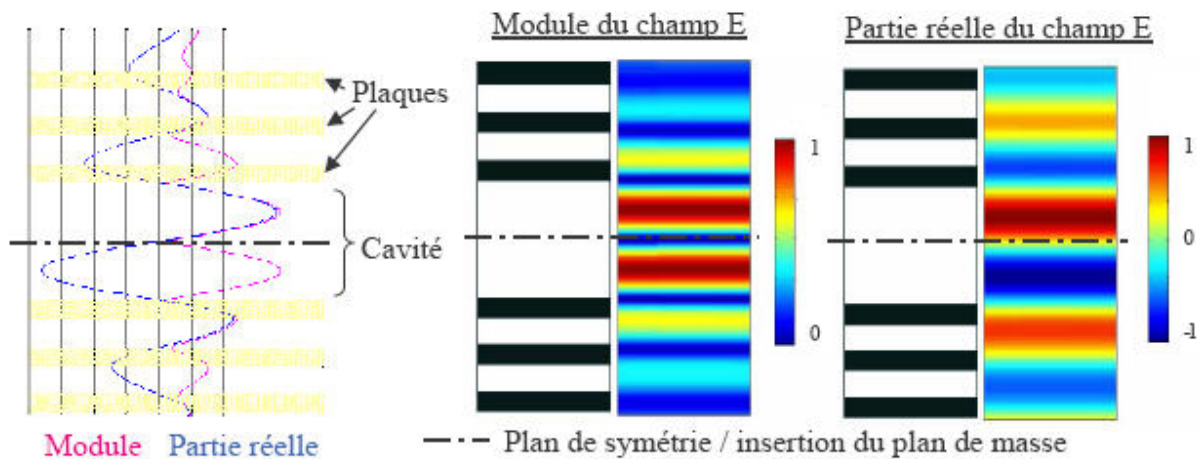 Module du champ E
Partie réelle du champ E
Plaques
Cavité
1
0
1
0
-1
Module
Partie réelle
Plan de symétrie / insertion du plan de masse